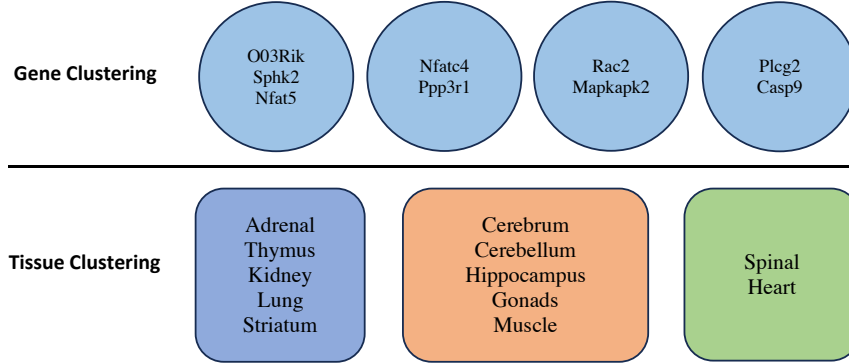 Gene Clustering
O03Rik
Sphk2
Nfat5
Nfatc4
Ppp3r1
Rac2
Mapkapk2
Plcg2
Casp9
Tissue Clustering
Adrenal
Thymus
Kidney
Lung
Striatum
Cerebrum
Cerebellum
Hippocampus
Gonads
Muscle
Spinal
Heart